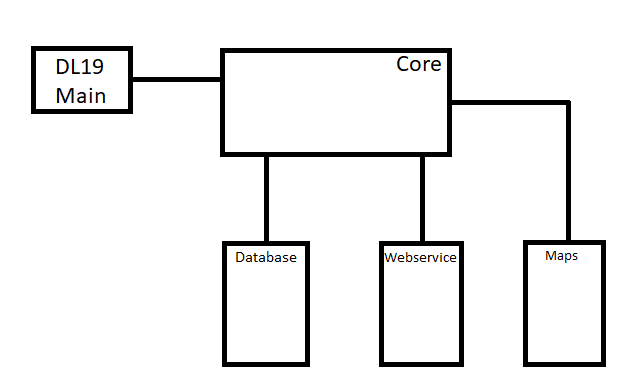 DL19
Main
Core
Database
Webservice
Maps